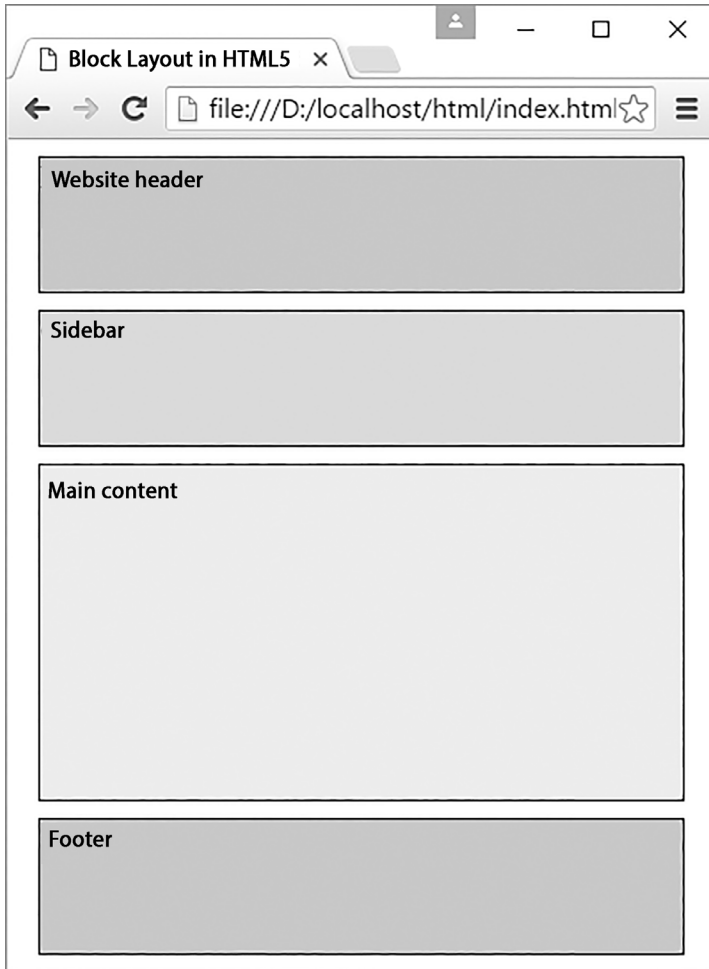 Block Layout in HTML5
file:///D:/localhost/html/index.html
Website header
Sidebar
Main content
Footer